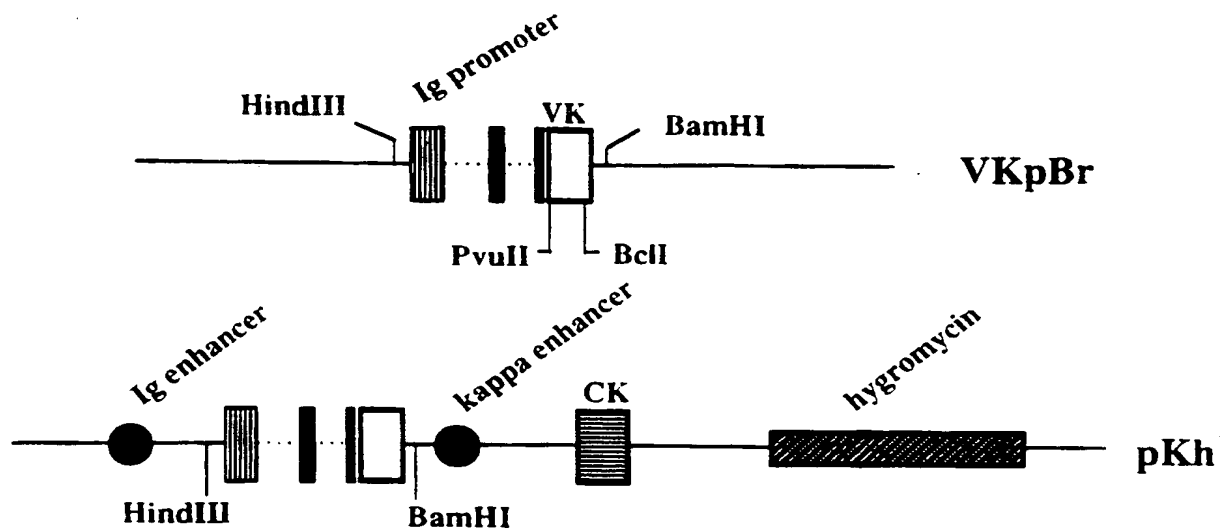 Ig promoter
HindIII
VK
BamHI
VKpBr
PvuII
BclI
Ig enhancer
kappa enhancer
CK
hygromycin
pKh
HindIII
BamHI